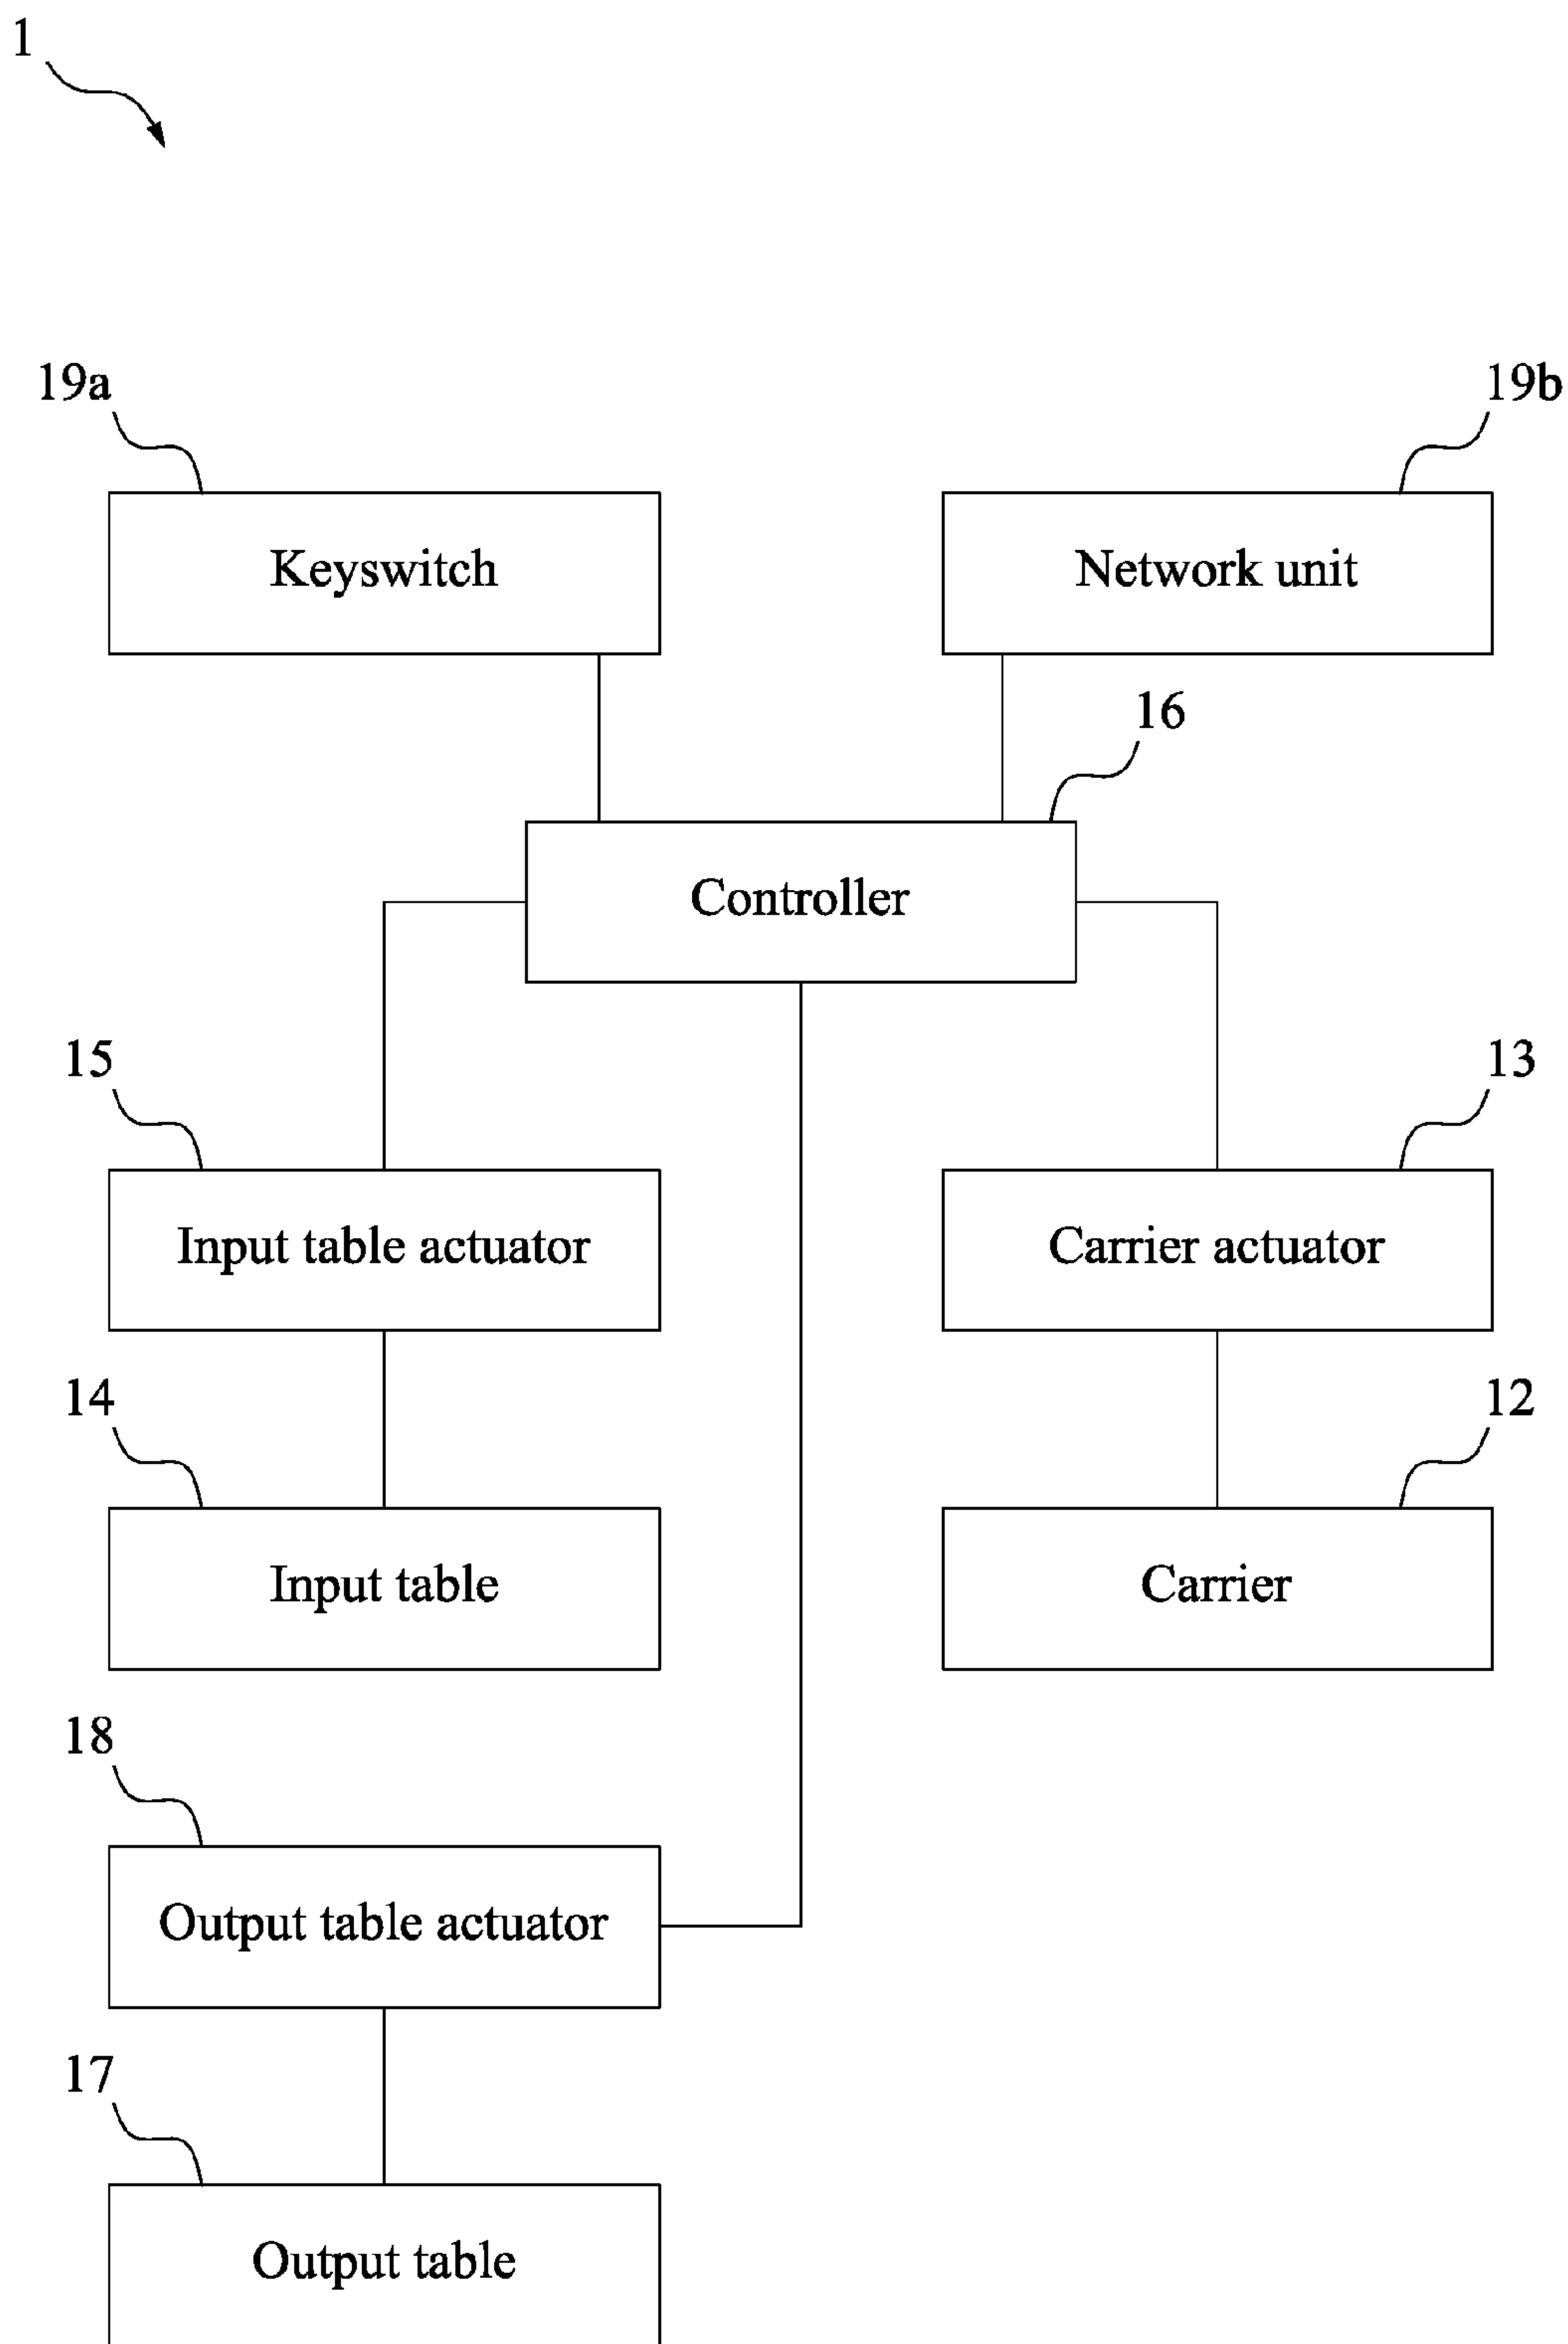 1
19a
19b
Keyswitch
Network unit
16
Controller
15
13
Input table actuator
Carrier actuator
14
12
Input table
Carrier
18
Output table actuator
17
Output table